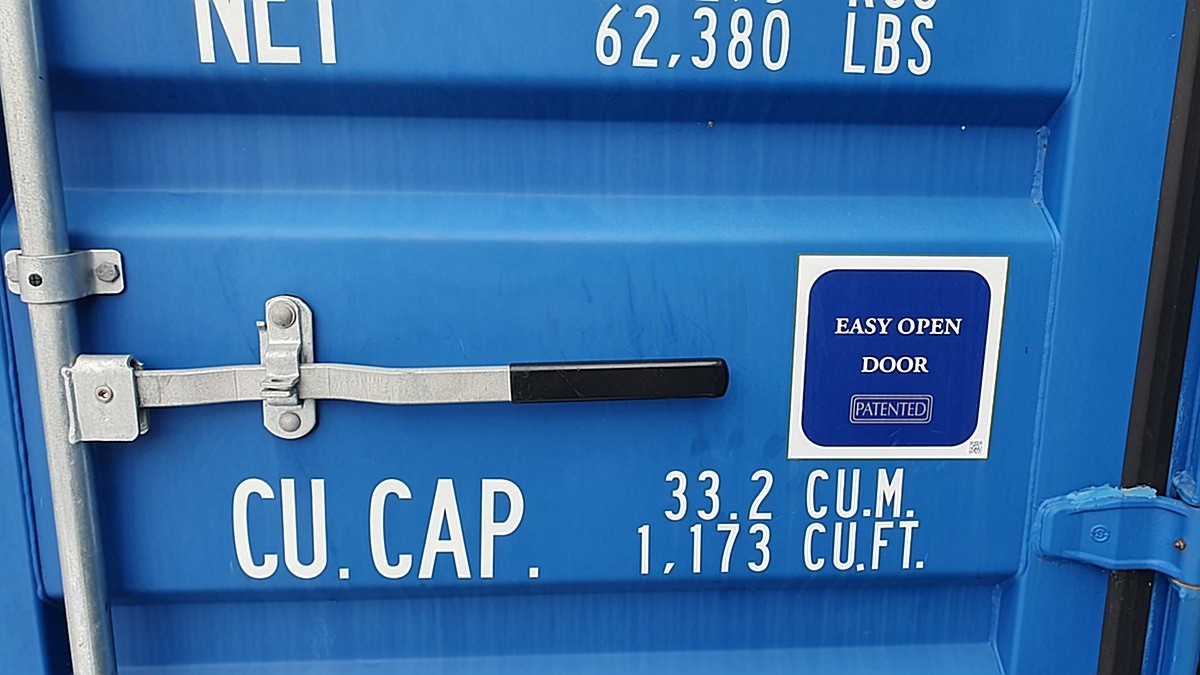 NET
62,380 LBS
EASY OPEN
DOOR
PATENTED
CU. CAP.
33.2 CU.M.
1,173 CU.FT.